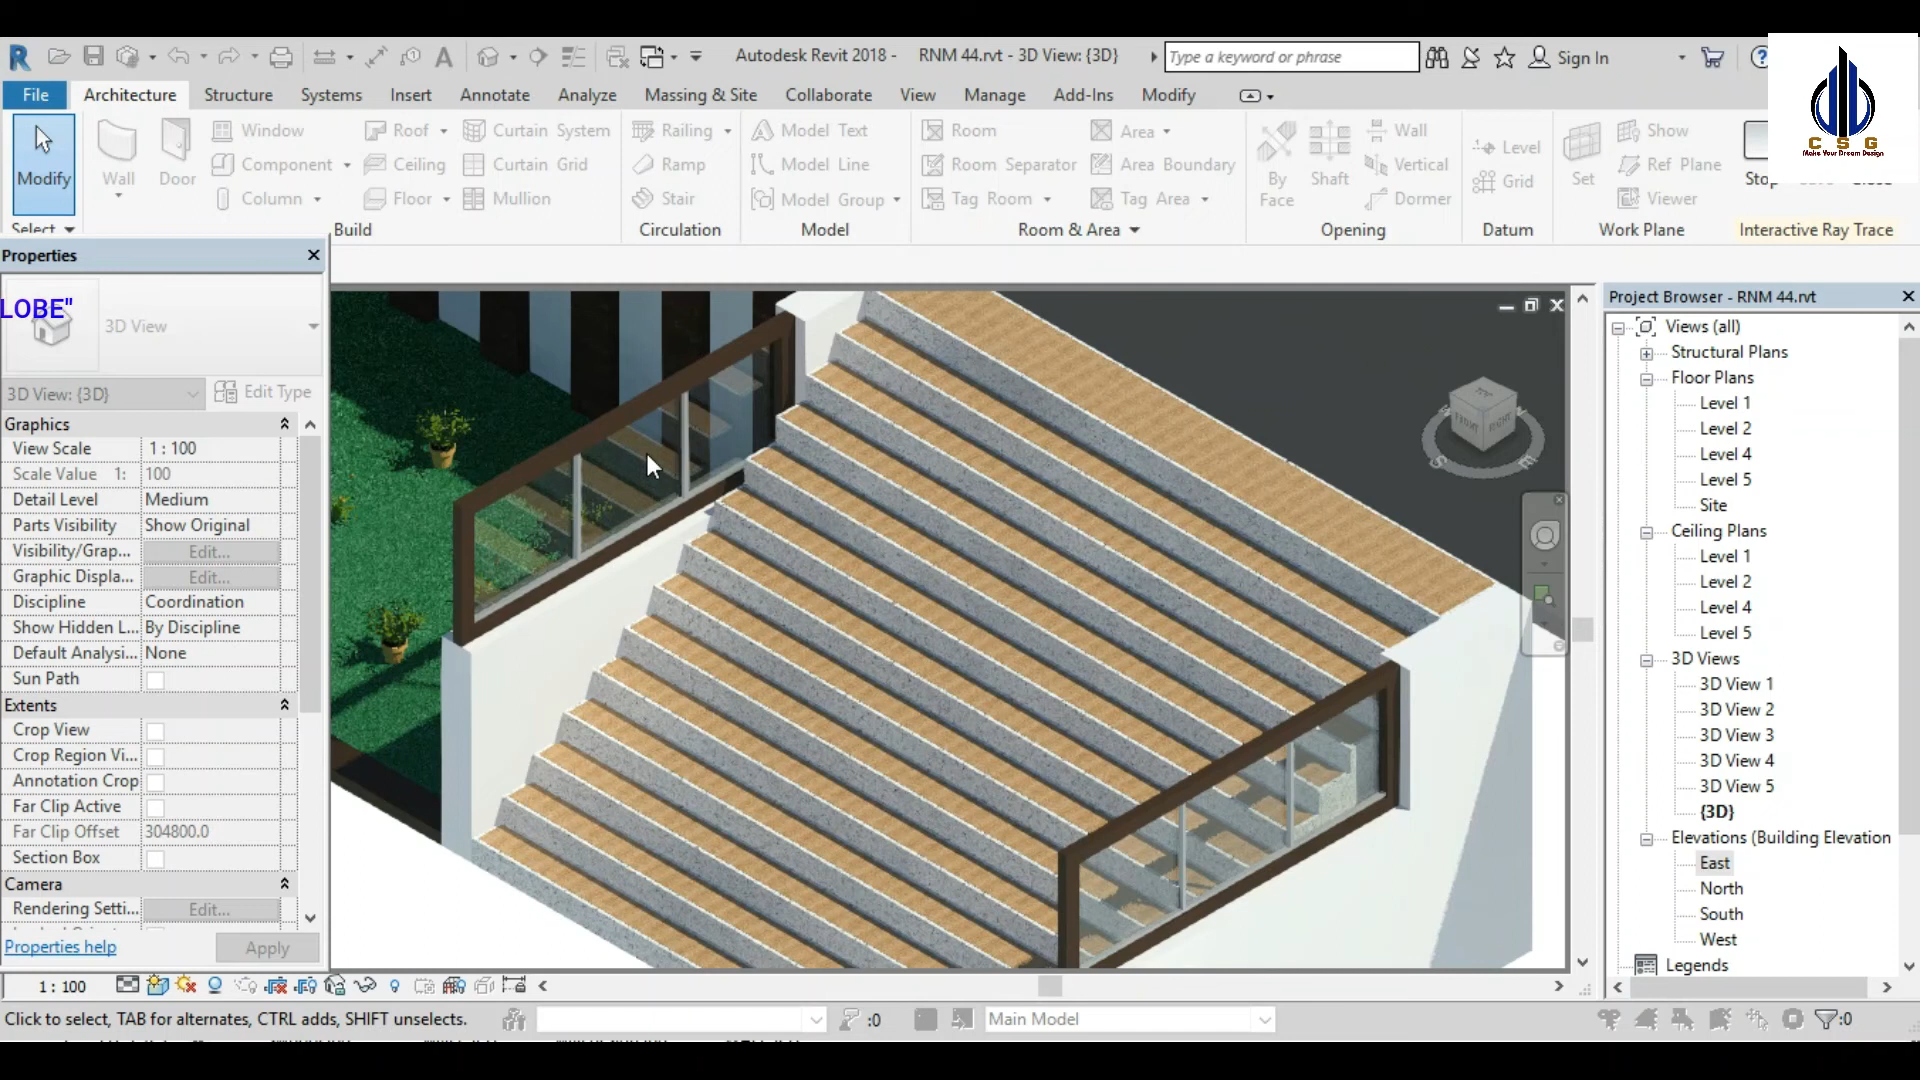 Autodesk Revit 2018 - RNM 44.rvt - 3D View: {3D}
Type a keyword or phrase
Sign In
File Architecture Structure Systems Insert Annotate Analyze Massing & Site Collaborate View Manage Add-Ins Modify
Modify
Wall
Door
Window
Component
Column
Roof
Ceiling
Floor
Curtain System
Curtain Grid
Mullion
Railing
Ramp
Stair
Model Text
Model Line
Model Group
Room
Room Separator
Tag Room
Area
Area Boundary
Tag Area
By Face
Shaft
Wall
Vertical
Dormer
Level
Grid
Set
Show
Ref Plane
Viewer
CSG
Make Your Dream Design
Select Build Circulation Model Room & Area Opening Datum Work Plane Interactive Ray Trace
Properties
LOBE"
3D View
3D View: {3D} Edit Type
Graphics
View Scale 1 : 100
Scale Value 1: 100
Detail Level Medium
Parts Visibility Show Original
Visibility/Grap... Edit...
Graphic Displa... Edit...
Discipline Coordination
Show Hidden L... By Discipline
Default Analysi... None
Sun Path
Extents
Crop View
Crop Region Vi...
Annotation Crop
Far Clip Active
Far Clip Offset 304800.0
Section Box
Camera
Rendering Setti... Edit...
Properties help Apply
FRONT RIGHT
Project Browser - RNM 44.rvt
Views (all)
Structural Plans
Floor Plans
Level 1
Level 2
Level 4
Level 5
Site
Ceiling Plans
Level 1
Level 2
Level 4
Level 5
3D Views
3D View 1
3D View 2
3D View 3
3D View 4
3D View 5
{3D}
Elevations (Building Elevation
East
North
South
West
Legends
1 : 100
Click to select, TAB for alternates, CTRL adds, SHIFT unselects.
:0
Main Model
:0